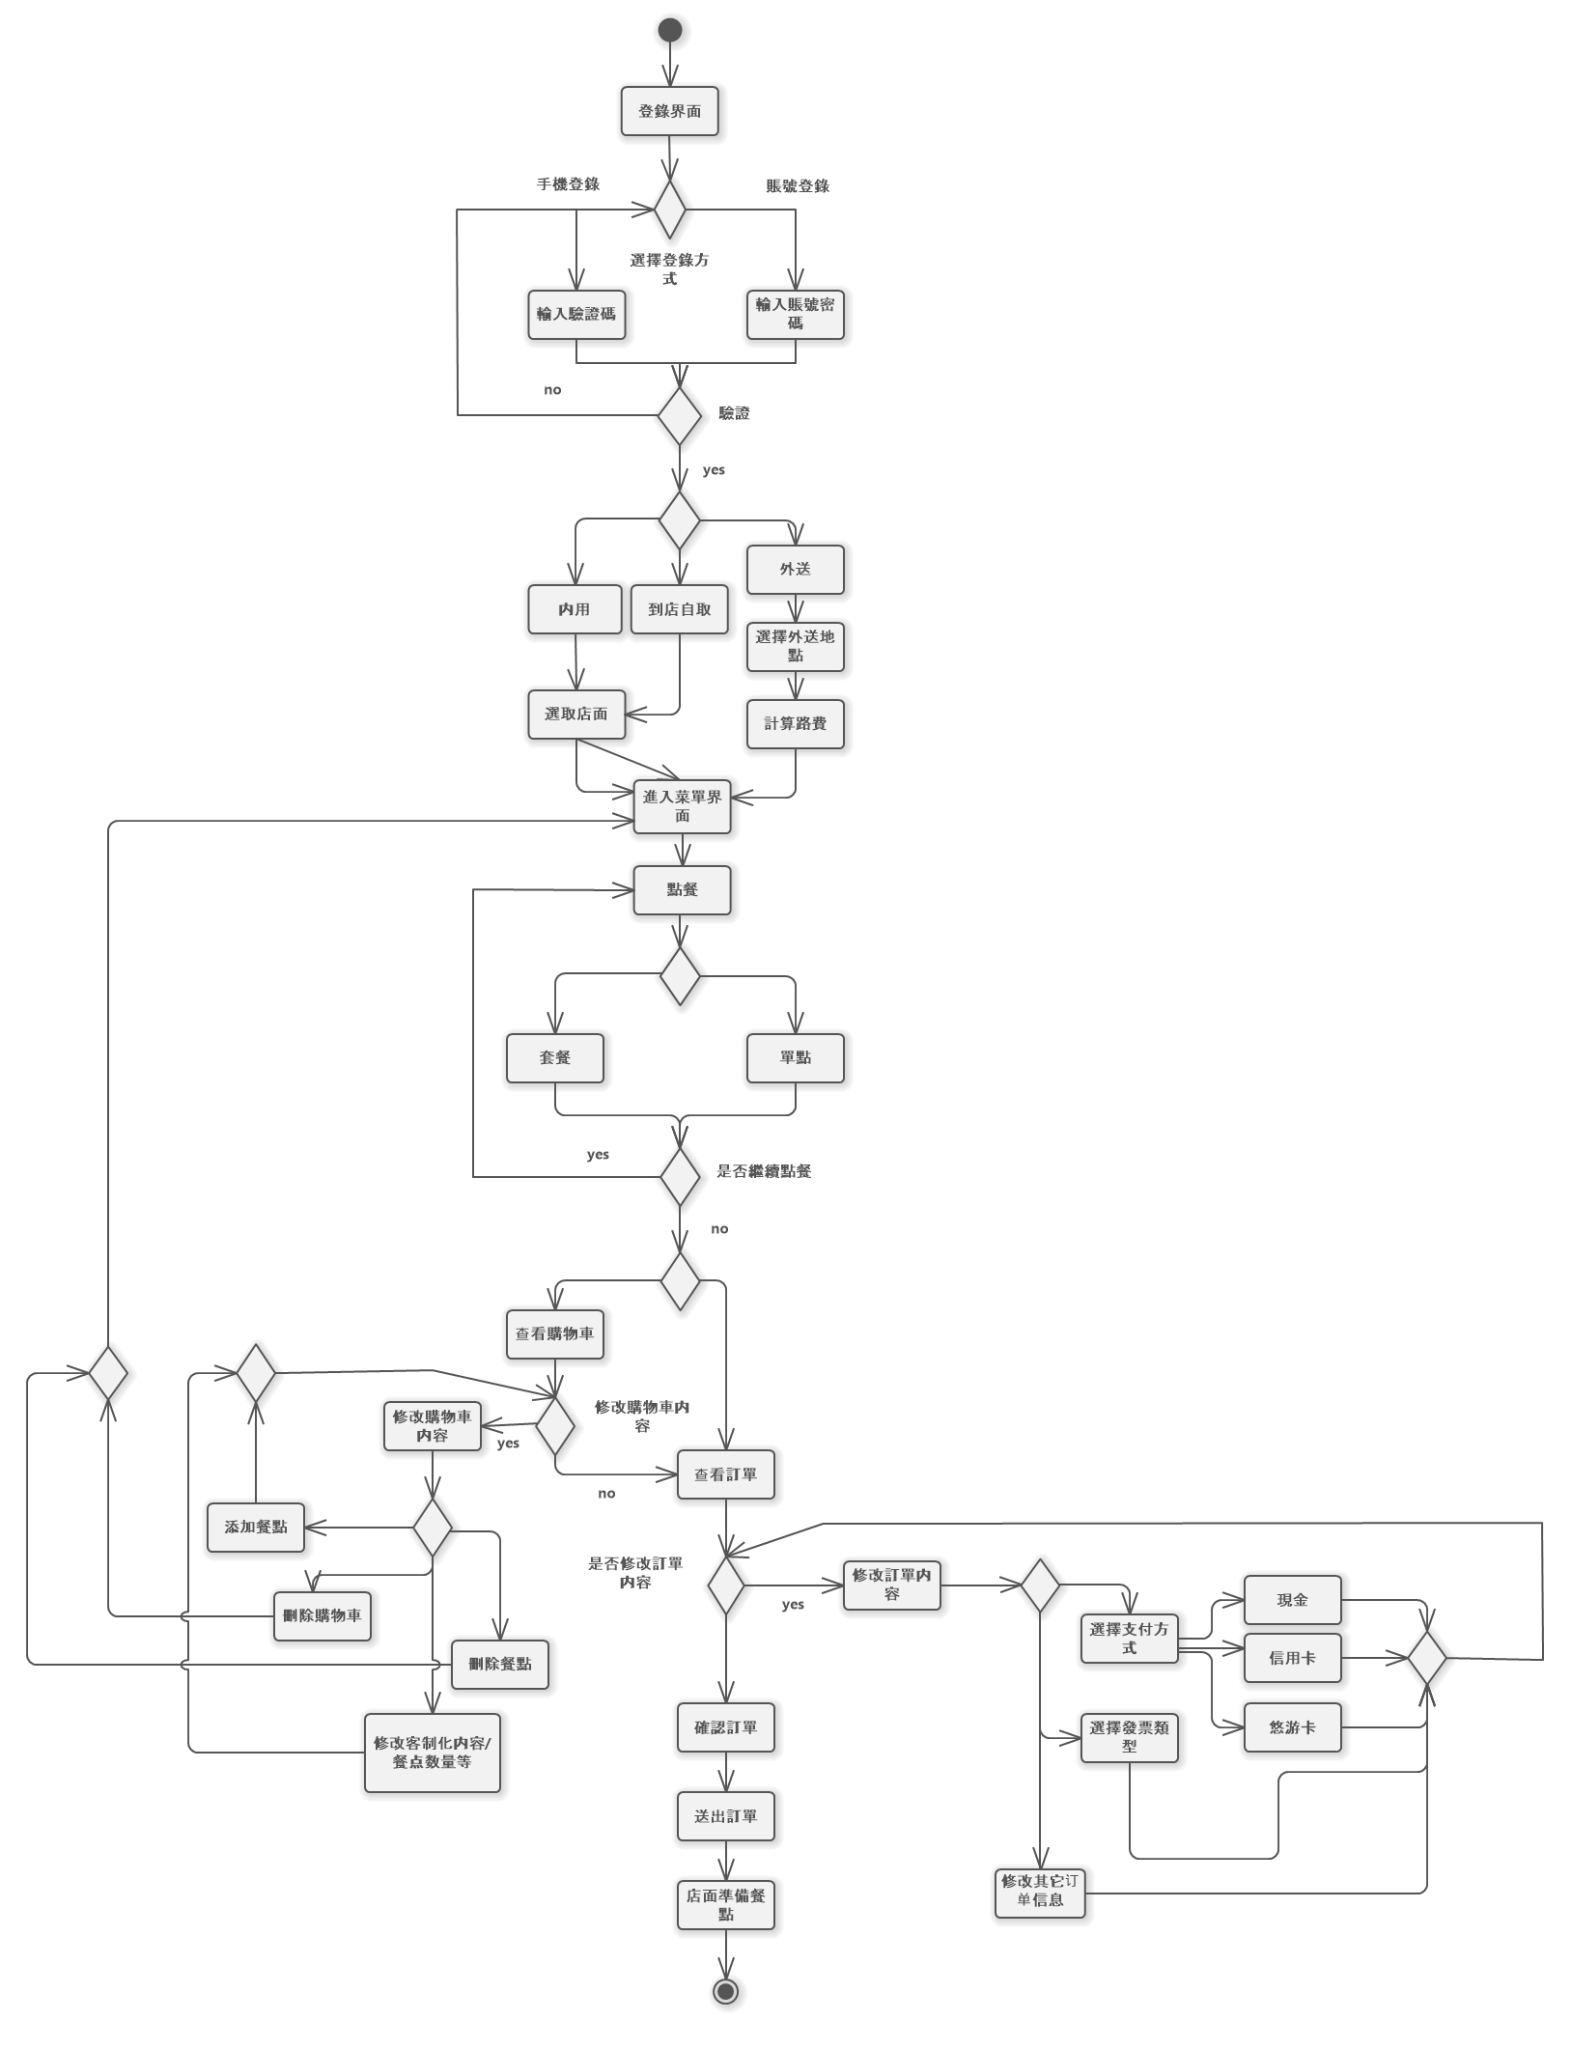 登錄界面
手機登錄
賬號登錄
選擇登錄方
式
輸入驗證碼
輸入賬號密
碼
no
驗證
yes
外送
內用
到店自取
選擇外送地
點
選取店面
計算路費
進入菜單界
面
點餐
套餐
單點
yes
是否繼續點餐
no
查看購物車
修改購物車
內容
修改購物車內
容
yes
查看訂單
no
添加餐點
是否修改訂單
內容
修改訂單內
容
yes
現金
刪除購物車
選擇支付方
式
信用卡
刪除餐點
確認訂單
選擇發票類
型
悠游卡
修改客制化内容/
餐点数量等
送出訂單
店面準備餐
點
修改其它订
单信息